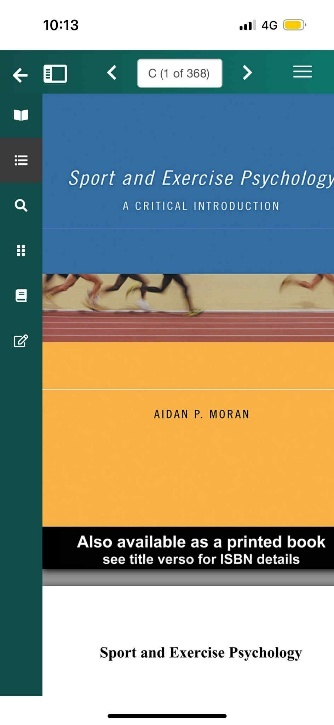 10:13
4G
C (1 of 368)
Sport and Exercise Psychology
A CRITICAL INTRODUCTION
AIDAN P. MORAN
Also available as a printed book
see title verso for ISBN details
Sport and Exercise Psychology